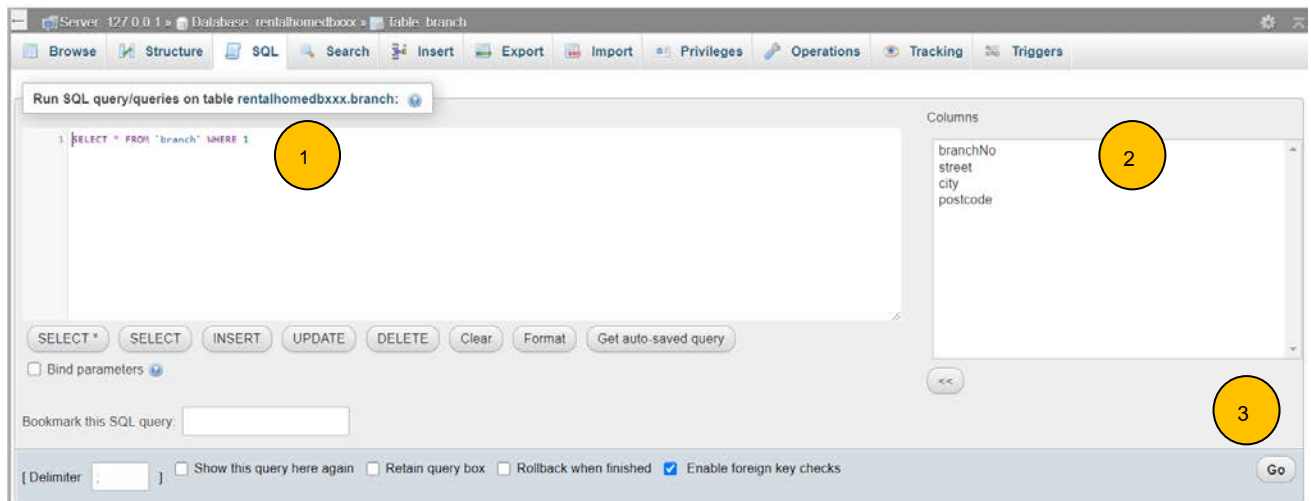 Server: 127.0.0.1 » Database: rentalhomedbxxx » Table: branch
Browse Structure SQL Search Insert Export Import Privileges Operations Tracking Triggers
Run SQL query/queries on table rentalhomedbxxx.branch:
Columns
1 SELECT * FROM `branch` WHERE 1
1
branchNo
street
city
postcode
2
SELECT * SELECT INSERT UPDATE DELETE Clear Format Get auto-saved query
Bind parameters
<<
3
Bookmark this SQL query:
[ Delimiter ; ] Show this query here again Retain query box Rollback when finished Enable foreign key checks Go